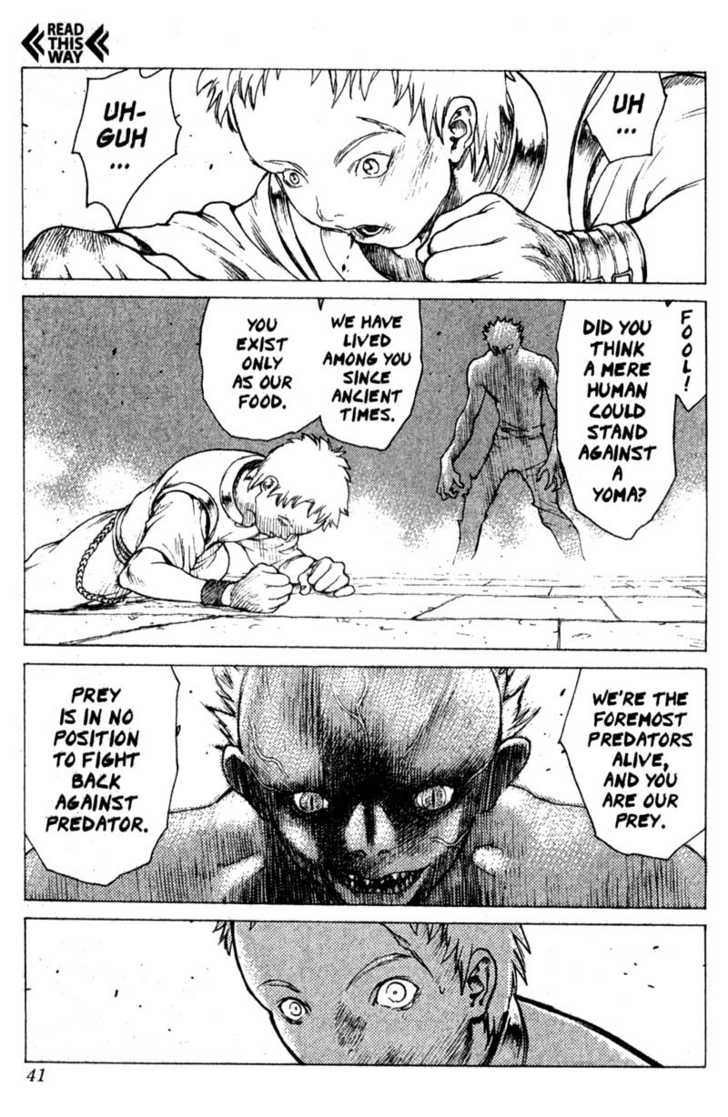 READ
THIS
WAY
UH
...
UH-
GUH
...
FOOL!
DID YOU
THINK
A MERE
HUMAN
COULD
STAND
AGAINST
A
YOMA?
WE HAVE
LIVED
AMONG YOU
SINCE
ANCIENT
TIMES.
YOU
EXIST
ONLY
AS OUR
FOOD.
WE'RE THE
FOREMOST
PREDATORS
ALIVE,
AND YOU
ARE OUR
PREY.
PREY
IS IN NO
POSITION
TO FIGHT
BACK
AGAINST
PREDATOR.
41